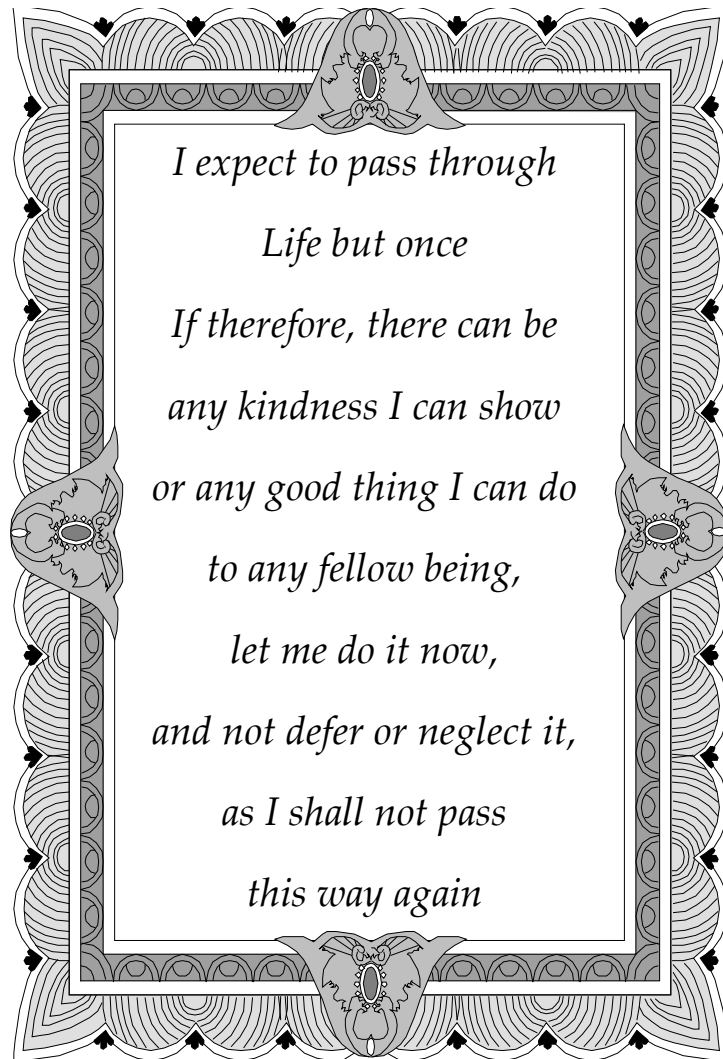 I expect to pass through
Life but once
If therefore, there can be
any kindness I can show
or any good thing I can do
to any fellow being,
let me do it now,
and not defer or neglect it,
as I shall not pass
this way again